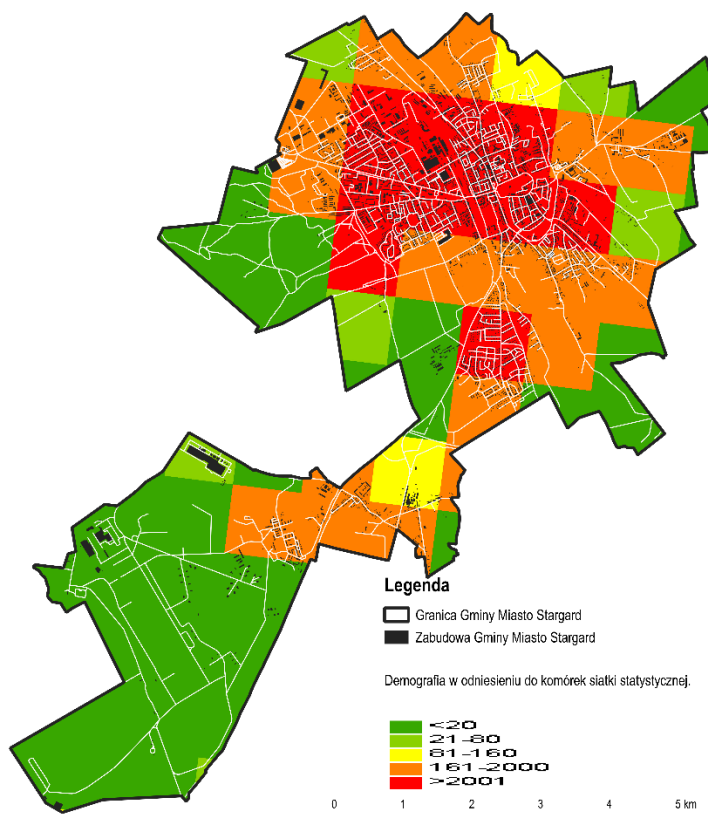 Legenda
Granica Gminy Miasto Stargard
Zabudowa Gminy Miasto Stargard
Demografia w odniesieniu do komórek siatki statystycznej.
<20
21-80
81-160
161-2000
>2001
0 1 2 3 4 5 km